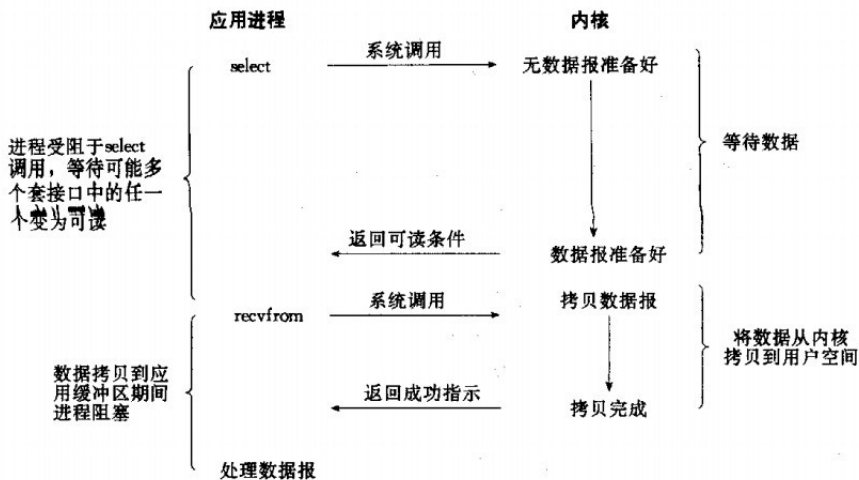 应用进程
内核
select
系统调用
无数据报准备好
进程受阻于select
调用，等待可能多
个套接口中的任一
个变为可读
等待数据
返回可读条件
数据报准备好
recvfrom
系统调用
拷贝数据报
将数据从内核
拷贝到用户空间
数据拷贝到应
用缓冲区期间
进程阻塞
返回成功指示
拷贝完成
处理数据报